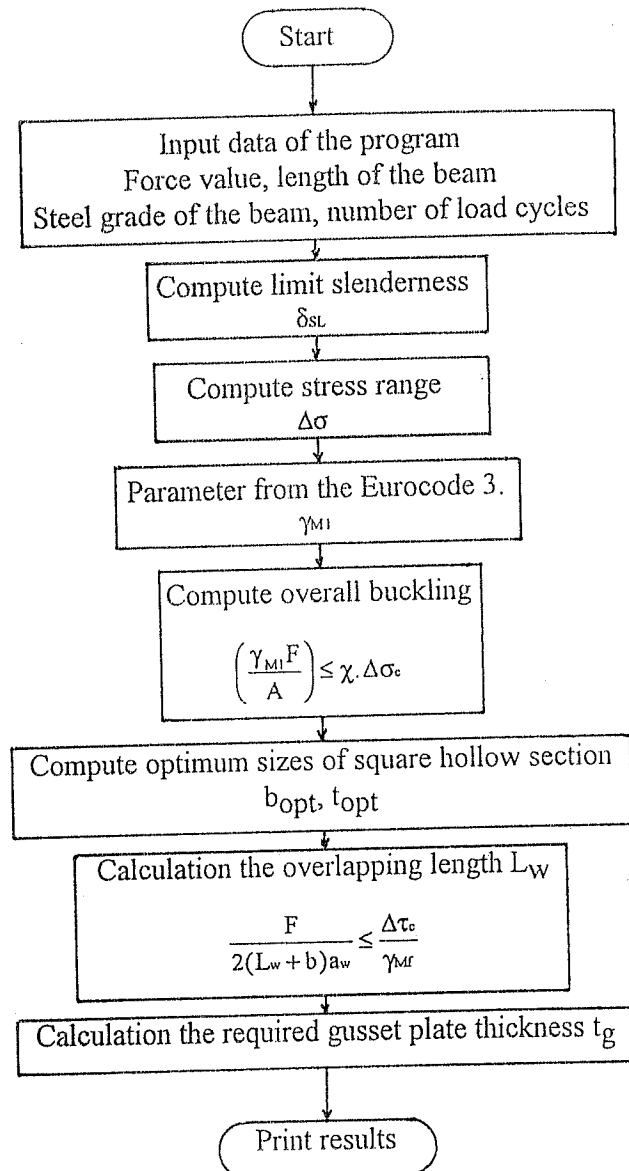 Start
Input data of the program
Force value, length of the beam
Steel grade of the beam, number of load cycles
Compute limit slenderness
δSL
Compute stress range
Δσ
Parameter from the Eurocode 3.
γM1
Compute overall buckling
(γM1F / A) ≤ χ.Δσc
Compute optimum sizes of square hollow section
bopt, topt
Calculation the overlapping length Lw
F / 2(Lw + b)aw ≤ Δτc / γMf
Calculation the required gusset plate thickness tg
Print results